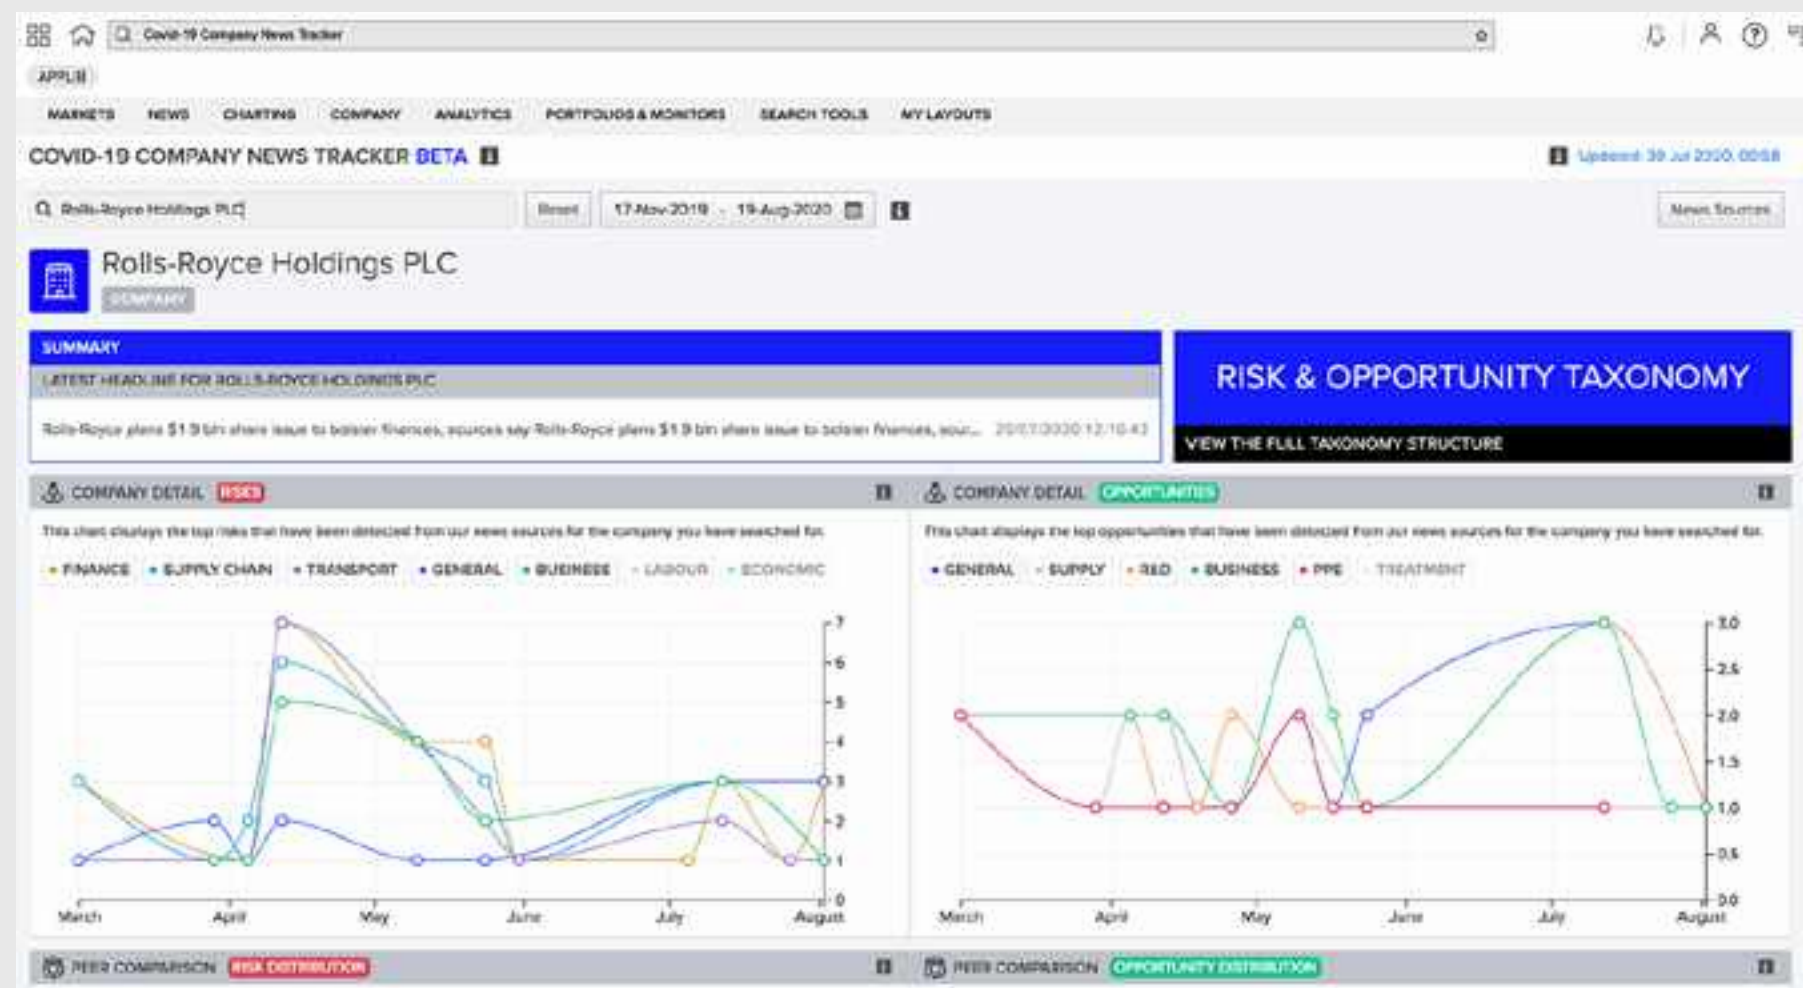 Covid-19 Company News Tracker
MARKETS NEWS CHARTING COMPANY ANALYTICS PORTFOLIOS & MONITORS SEARCH TOOLS MY LAYOUTS
COVID-19 COMPANY NEWS TRACKER BETA
Updated: 30 Jul 2020,
Rolls-Royce Holdings PLC
Reset
17-Nov-2019 - 19-Aug-2020
News Sources
Rolls-Royce Holdings PLC
COMPANY
SUMMARY
LATEST HEADLINE FOR ROLLS-ROYCE HOLDINGS PLC
Rolls-Royce plans $1.9 bln share issue to bolster finances, sources say Rolls-Royce plans $1.9 bln share issue to bolster finances, sour...
RISK & OPPORTUNITY TAXONOMY
VIEW THE FULL TAXONOMY STRUCTURE
COMPANY DETAIL RISKS
This chart displays the top risks that have been detected from our news sources for the company you have searched for.
FINANCE SUPPLY CHAIN TRANSPORT GENERAL BUSINESS LABOUR ECONOMIC
7
6
5
4
3
2
1
0
March April May June July August
COMPANY DETAIL OPPORTUNITIES
This chart displays the top opportunities that have been detected from our news sources for the company you have searched for.
GENERAL SUPPLY R&D BUSINESS PPE TREATMENT
3.0
2.5
2.0
1.5
1.0
0.5
0.0
March April May June July August
PEER COMPARISON RISK DISTRIBUTION
PEER COMPARISON OPPORTUNITY DISTRIBUTION